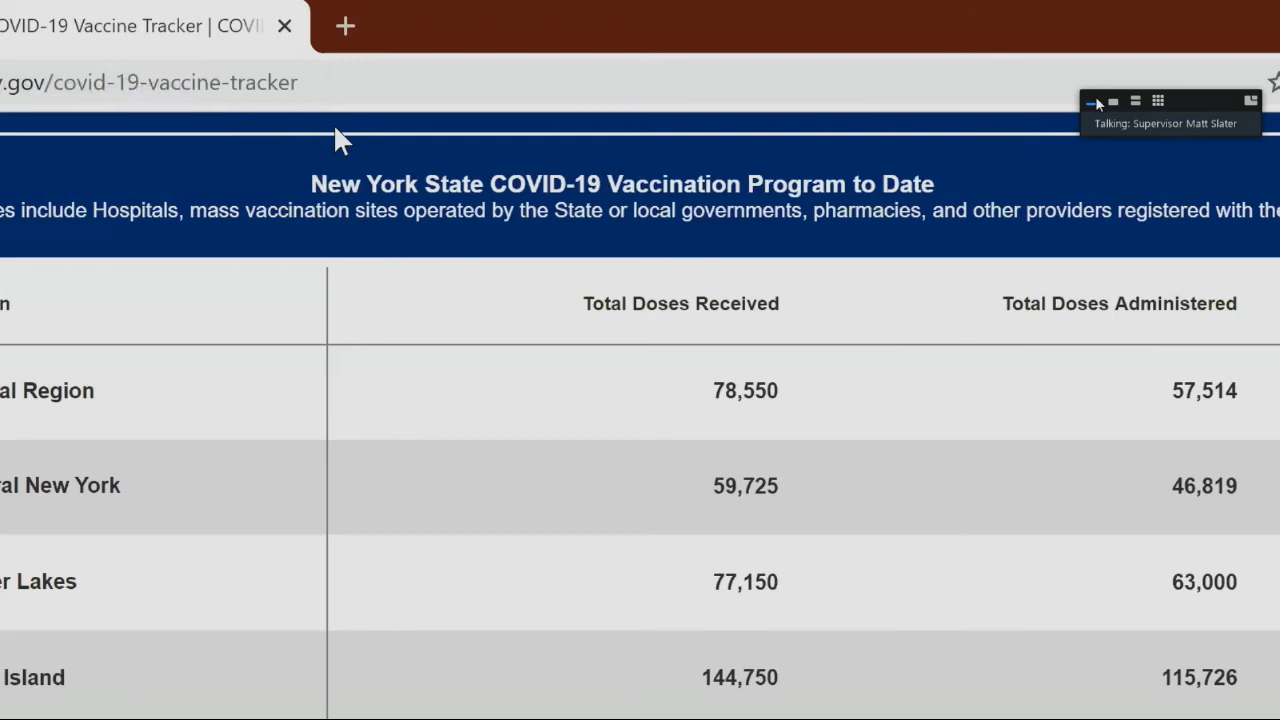 OVID-19 Vaccine Tracker | COVI
.gov/covid-19-vaccine-tracker
Talking: Supervisor Matt Slater
New York State COVID-19 Vaccination Program to Date
es include Hospitals, mass vaccination sites operated by the State or local governments, pharmacies, and other providers registered with the
n Total Doses Received Total Doses Administered
al Region 78,550 57,514
ral New York 59,725 46,819
er Lakes 77,150 63,000
Island 144,750 115,726